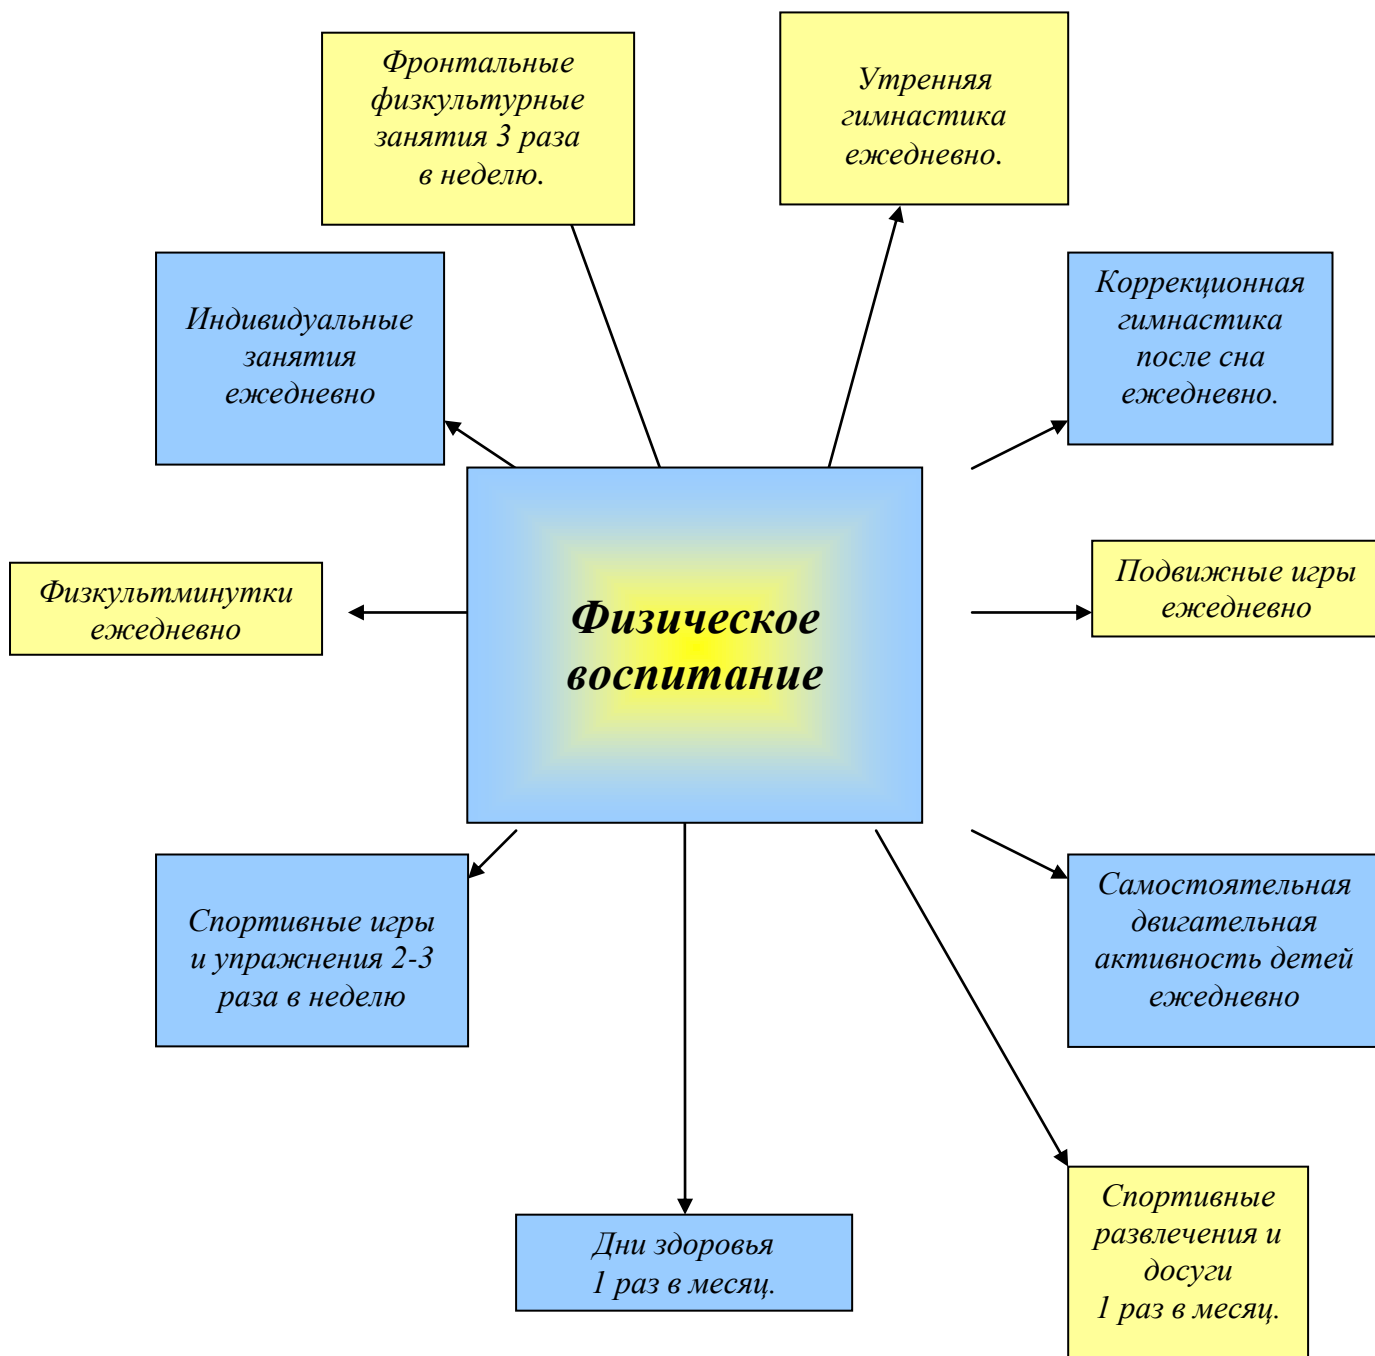 Фронтальные
физкультурные
занятия 3 раза
в неделю.
Утренняя
гимнастика
ежедневно.
Индивидуальные
занятия
ежедневно
Коррекционная
гимнастика
после сна
ежедневно.
Физкультминутки
ежедневно
Физическое
воспитание
Подвижные игры
ежедневно
Спортивные игры
и упражнения 2-3
раза в неделю
Самостоятельная
двигательная
активность детей
ежедневно
Дни здоровья
1 раз в месяц.
Спортивные
развлечения и
досуги
1 раз в месяц.